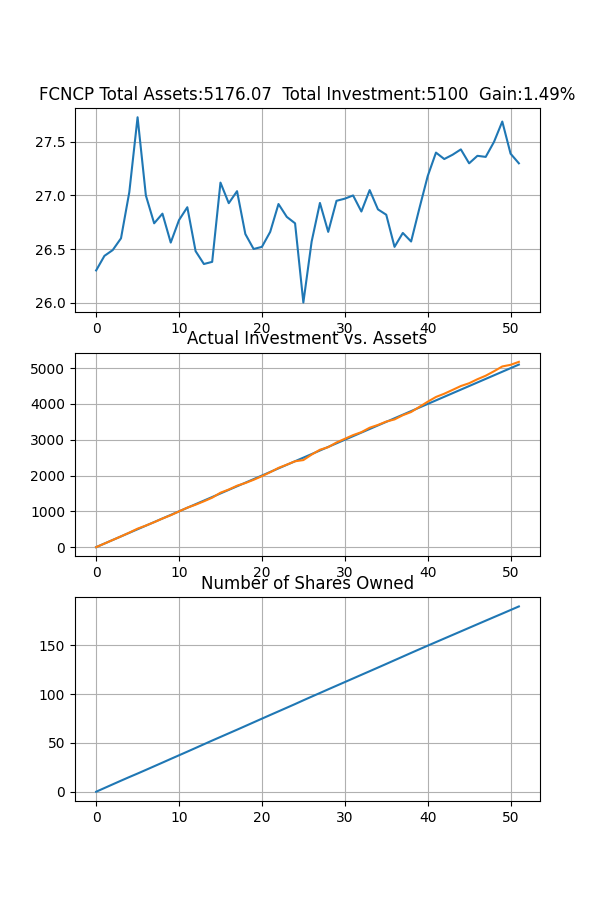 FCNCP Total Assets:5176.07  Total Investment:5100  Gain:1.49%
27.5
27.0
26.5
26.0
0 10 20 30 40 50
Actual Investment vs. Assets
5000
4000
3000
2000
1000
0
0 10 20 30 40 50
Number of Shares Owned
150
100
50
0
0 10 20 30 40 50